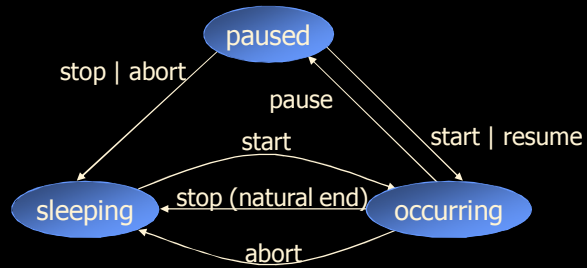 paused
stop | abort
pause
start | resume
start
sleeping
stop (natural end)
occurring
abort